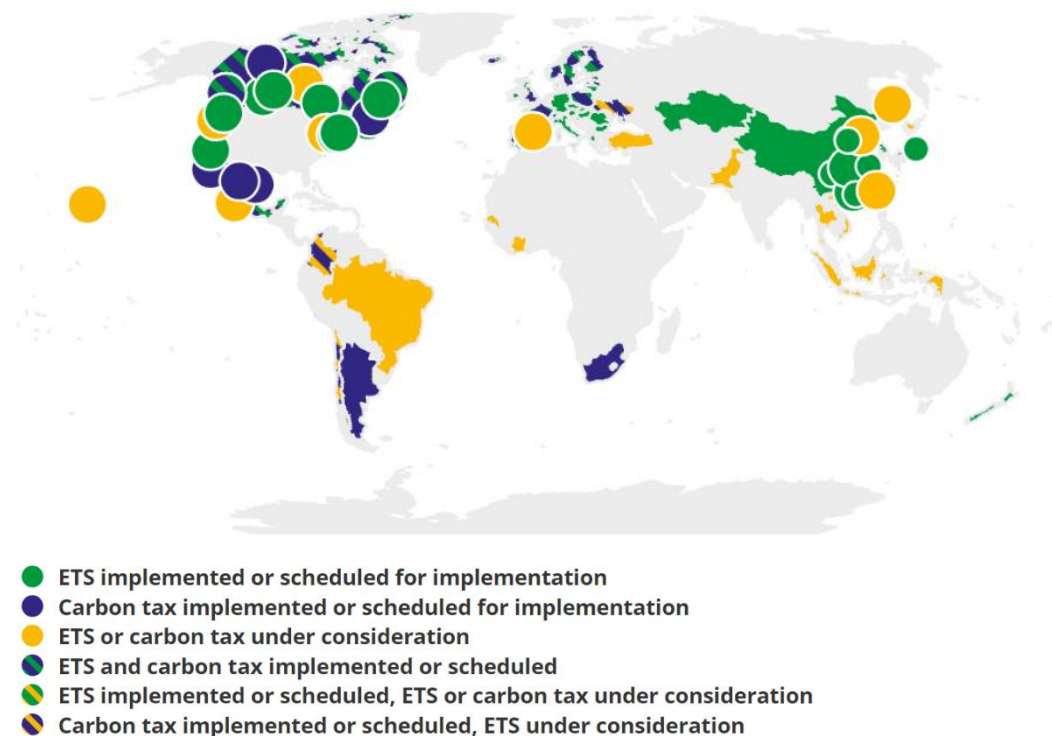 ETS implemented or scheduled for implementation
Carbon tax implemented or scheduled for implementation
ETS or carbon tax under consideration
ETS and carbon tax implemented or scheduled
ETS implemented or scheduled, ETS or carbon tax under consideration
Carbon tax implemented or scheduled, ETS under consideration